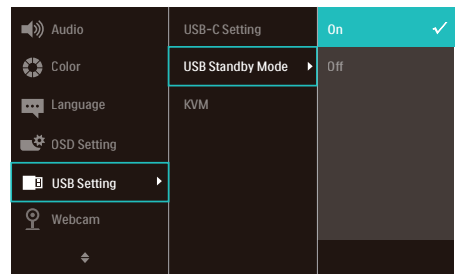 Audio
Color
Language
OSD Setting
USB Setting
Webcam
USB-C Setting
USB Standby Mode
KVM
On
Off